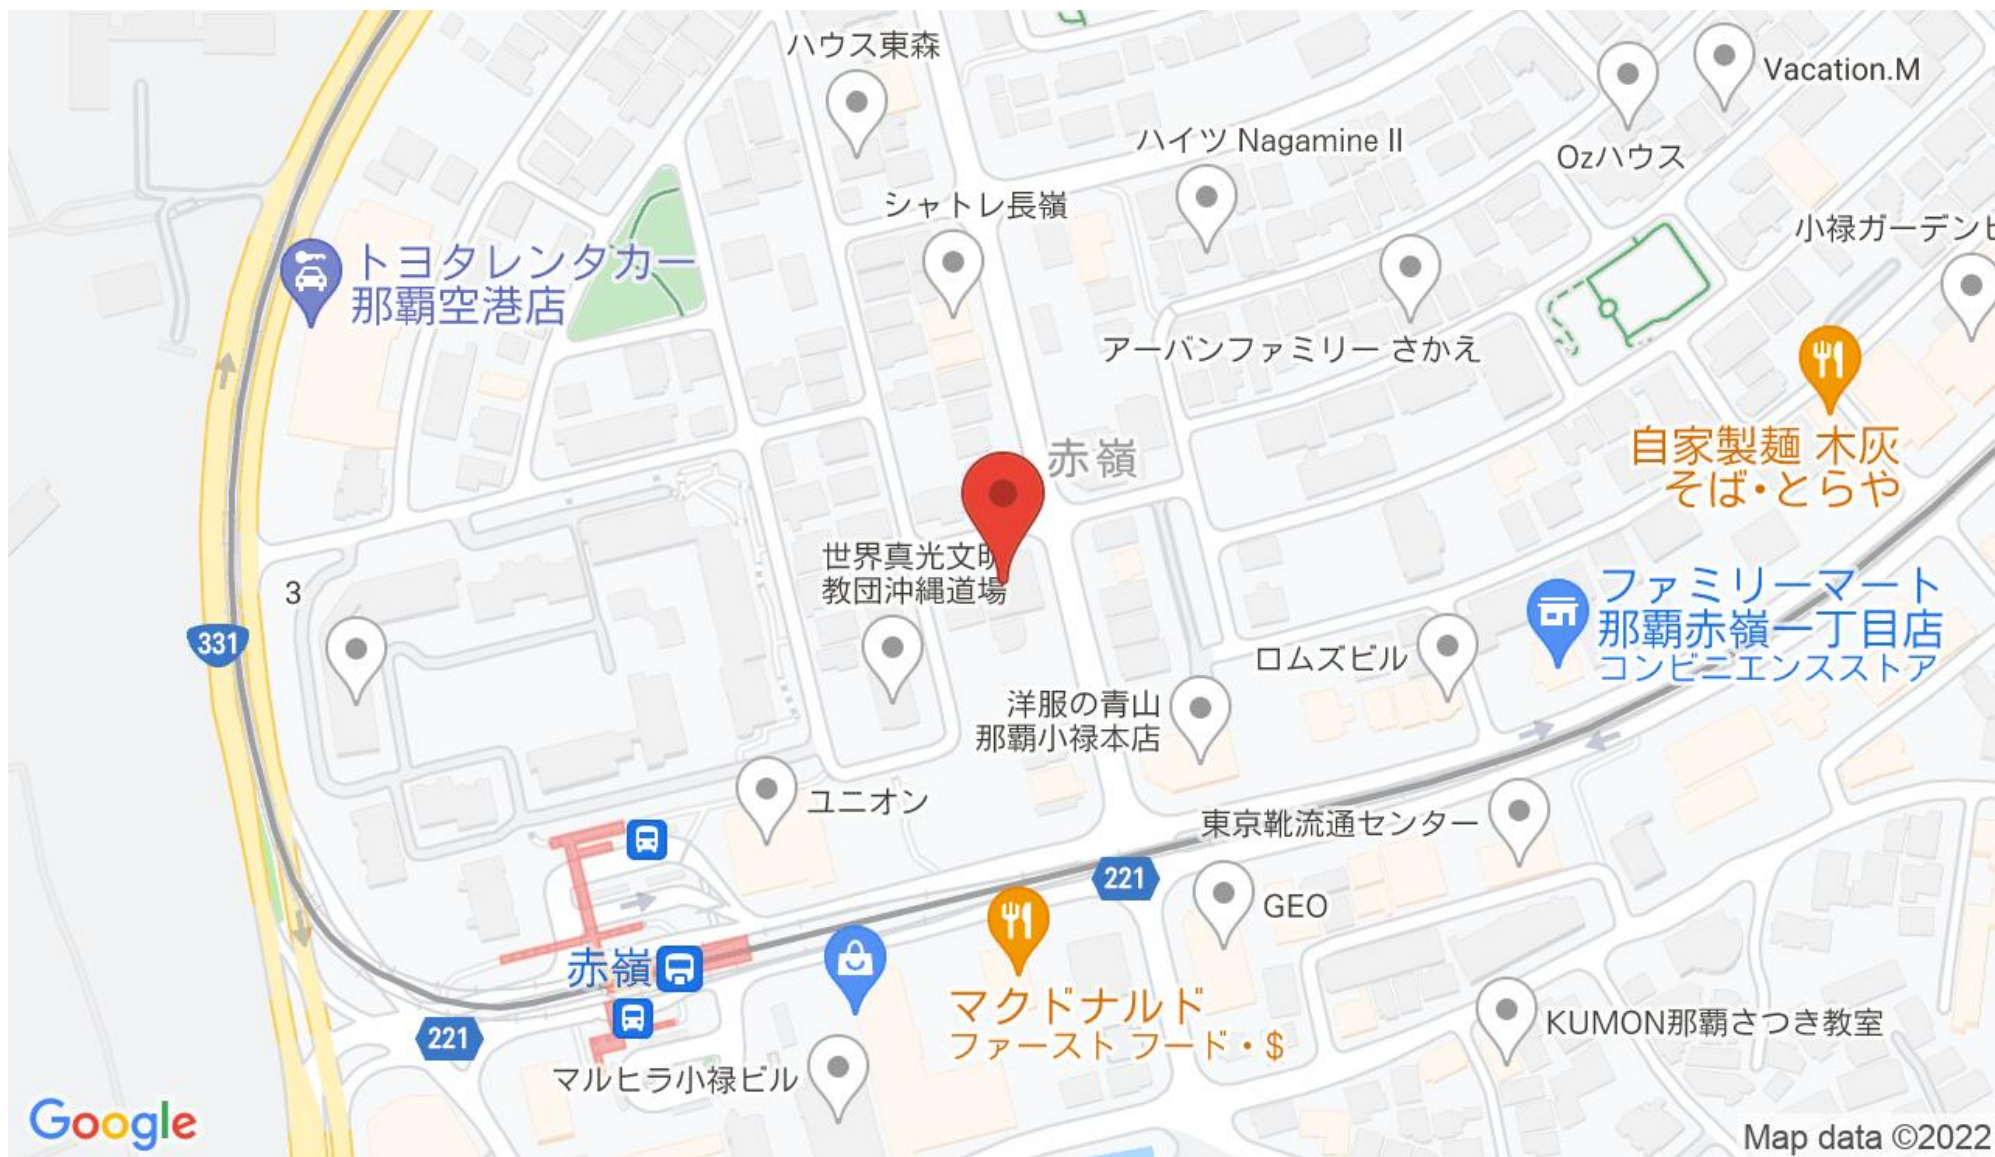 ハウス東森
Vacation.M
ハイツ Nagamine II
Ozハウス
シャトレ長嶺
小禄ガーデンヒ
トヨタレンタカー
那覇空港店
アーバンファミリー さかえ
赤嶺
自家製麺 木灰
そば・とらや
世界真光文明
教団沖縄道場
3
ファミリーマート
那覇赤嶺一丁目店
コンビニエンスストア
331
ロムズビル
洋服の青山
那覇小禄本店
ユニオン
東京靴流通センター
221
GEO
赤嶺
マクドナルド
ファースト フード・$
221
KUMON那覇さつき教室
マルヒラ小禄ビル
Google
Map data ©2022